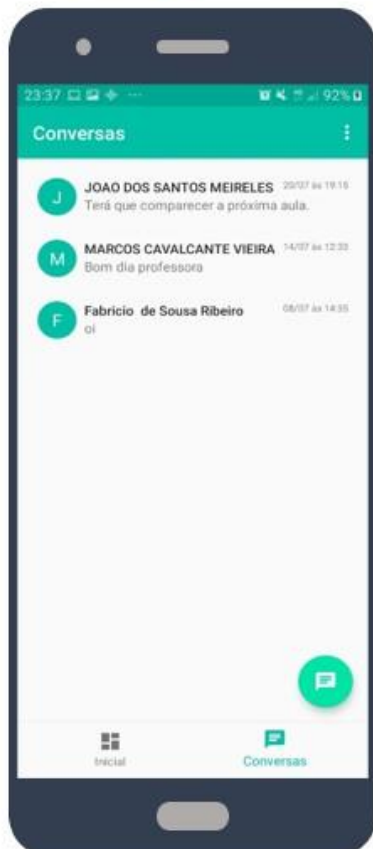 23:37 ... 92%
Conversas
J JOAO DOS SANTOS MEIRELES 20/07 às 19:15
Terá que comparecer a próxima aula.
M MARCOS CAVALCANTE VIEIRA 14/07 às 12:33
Bom dia professora
F Fabricio de Sousa Ribeiro 08/07 às 14:35
oi
Inicial Conversas